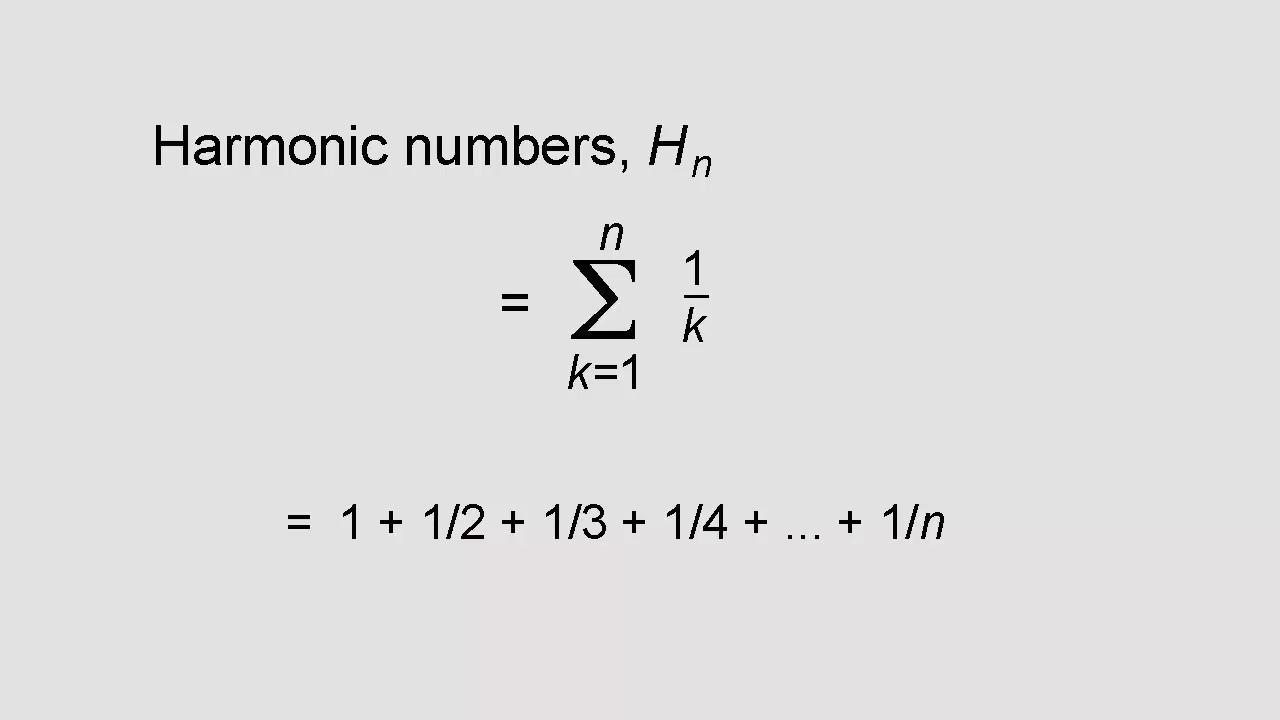 Harmonic numbers, Hn
n
= Σ 1/k
k=1
= 1 + 1/2 + 1/3 + 1/4 + ... + 1/n